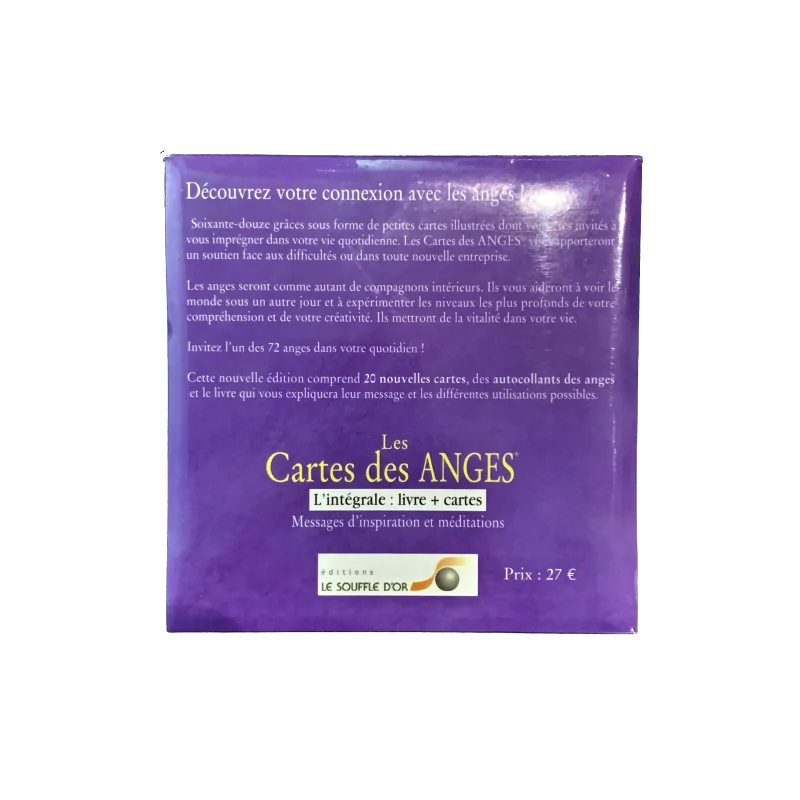 Découvrez votre connexion avec les anges !
Soixante-douze grâces sous forme de petites cartes illustrées dont vous êtes invités à
vous imprégner dans votre vie quotidienne. Les Cartes des ANGES® vous apporteront
un soutien face aux difficultés ou dans toute nouvelle entreprise.
Les anges seront comme autant de compagnons intérieurs. Ils vous aideront à voir le
monde sous un autre jour et à expérimenter les niveaux les plus profonds de votre
compréhension et de votre créativité. Ils mettront de la vitalité dans votre vie.
Invitez l'un des 72 anges dans votre quotidien !
Cette nouvelle édition comprend 20 nouvelles cartes, des autocollants des anges
et le livre qui vous expliquera leur message et les différentes utilisations possibles.
Les
Cartes des ANGES®
L'intégrale : livre + cartes
Messages d'inspiration et méditations
éditions
LE SOUFFLE D'OR
Prix : 27 €